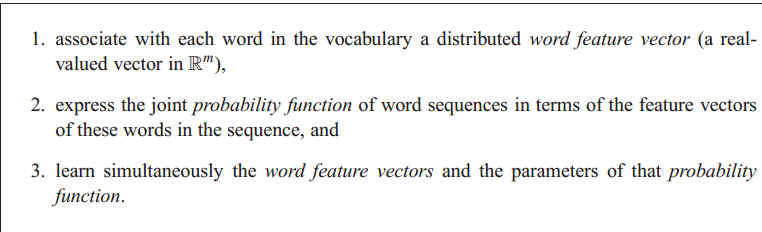 1. associate with each word in the vocabulary a distributed word feature vector (a real-
valued vector in ℝᵐ),
2. express the joint probability function of word sequences in terms of the feature vectors
of these words in the sequence, and
3. learn simultaneously the word feature vectors and the parameters of that probability
function.